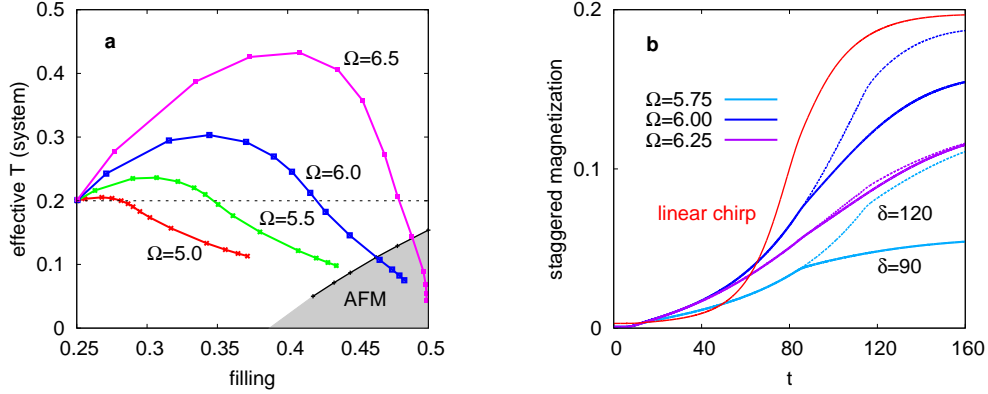 a
effective T (system)
0.5
0.4
0.3
0.2
0.1
0
0.25
0.3
0.35
0.4
0.45
0.5
filling
Ω=6.5
Ω=6.0
Ω=5.5
Ω=5.0
AFM
b
staggered magnetization
0.2
0.1
0
0
40
80
120
160
t
Ω=5.75
Ω=6.00
Ω=6.25
linear chirp
δ=120
δ=90